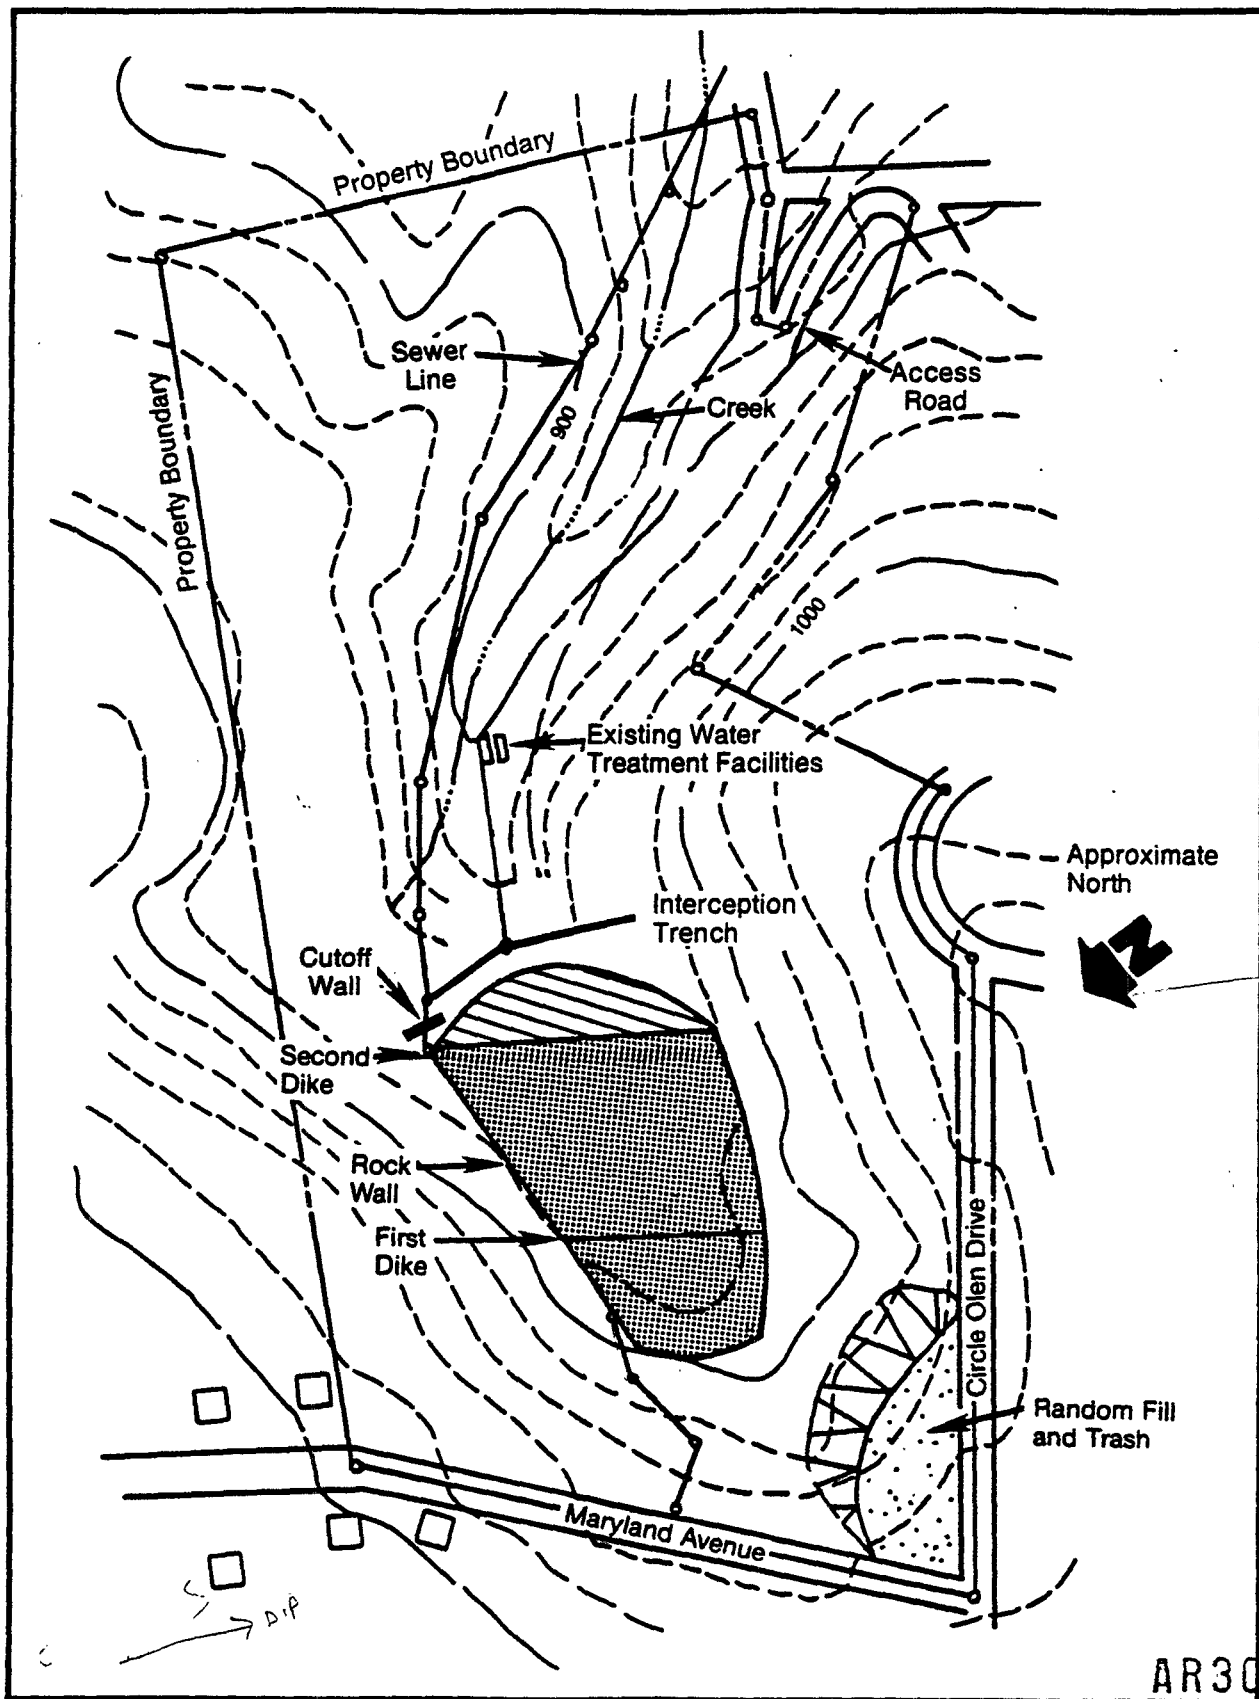 Property Boundary
Property Boundary
Sewer
Line
900
Creek
Access
Road
1000
Existing Water
Treatment Facilities
Approximate
North
N
Interception
Trench
Cutoff
Wall
Second
Dike
Rock
Wall
First
Dike
Circle Olen Drive
Random Fill
and Trash
Maryland Avenue
DIP